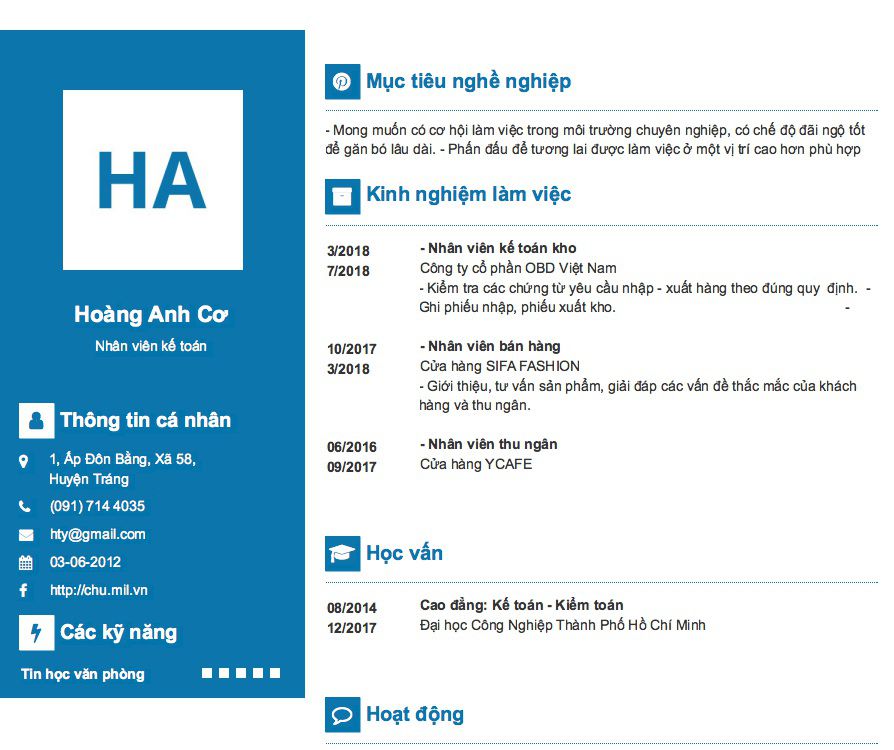 HA
Hoàng Anh Cơ
Nhân viên kế toán
Thông tin cá nhân
1, Ấp Đôn Bằng, Xã 58,
Huyện Tráng
(091) 714 4035
hty@gmail.com
03-06-2012
http://chu.mil.vn
Các kỹ năng
Tin học văn phòng
Mục tiêu nghề nghiệp
- Mong muốn có cơ hội làm việc trong môi trường chuyên nghiệp, có chế độ đãi ngộ tốt
để găn bó lâu dài. - Phấn đấu để tương lai được làm việc ở một vị trí cao hơn phù hợp
Kinh nghiệm làm việc
3/2018
7/2018
- Nhân viên kế toán kho
Công ty cổ phần OBD Việt Nam
- Kiểm tra các chứng từ yêu cầu nhập - xuất hàng theo đúng quy định. -
Ghi phiếu nhập, phiếu xuất kho. -
10/2017
3/2018
- Nhân viên bán hàng
Cửa hàng SIFA FASHION
- Giới thiệu, tư vấn sản phẩm, giải đáp các vấn đề thắc mắc của khách
hàng và thu ngân.
06/2016
09/2017
- Nhân viên thu ngân
Cửa hàng YCAFE
Học vấn
08/2014
12/2017
Cao đẳng: Kế toán - Kiểm toán
Đại học Công Nghiệp Thành Phố Hồ Chí Minh
Hoạt động